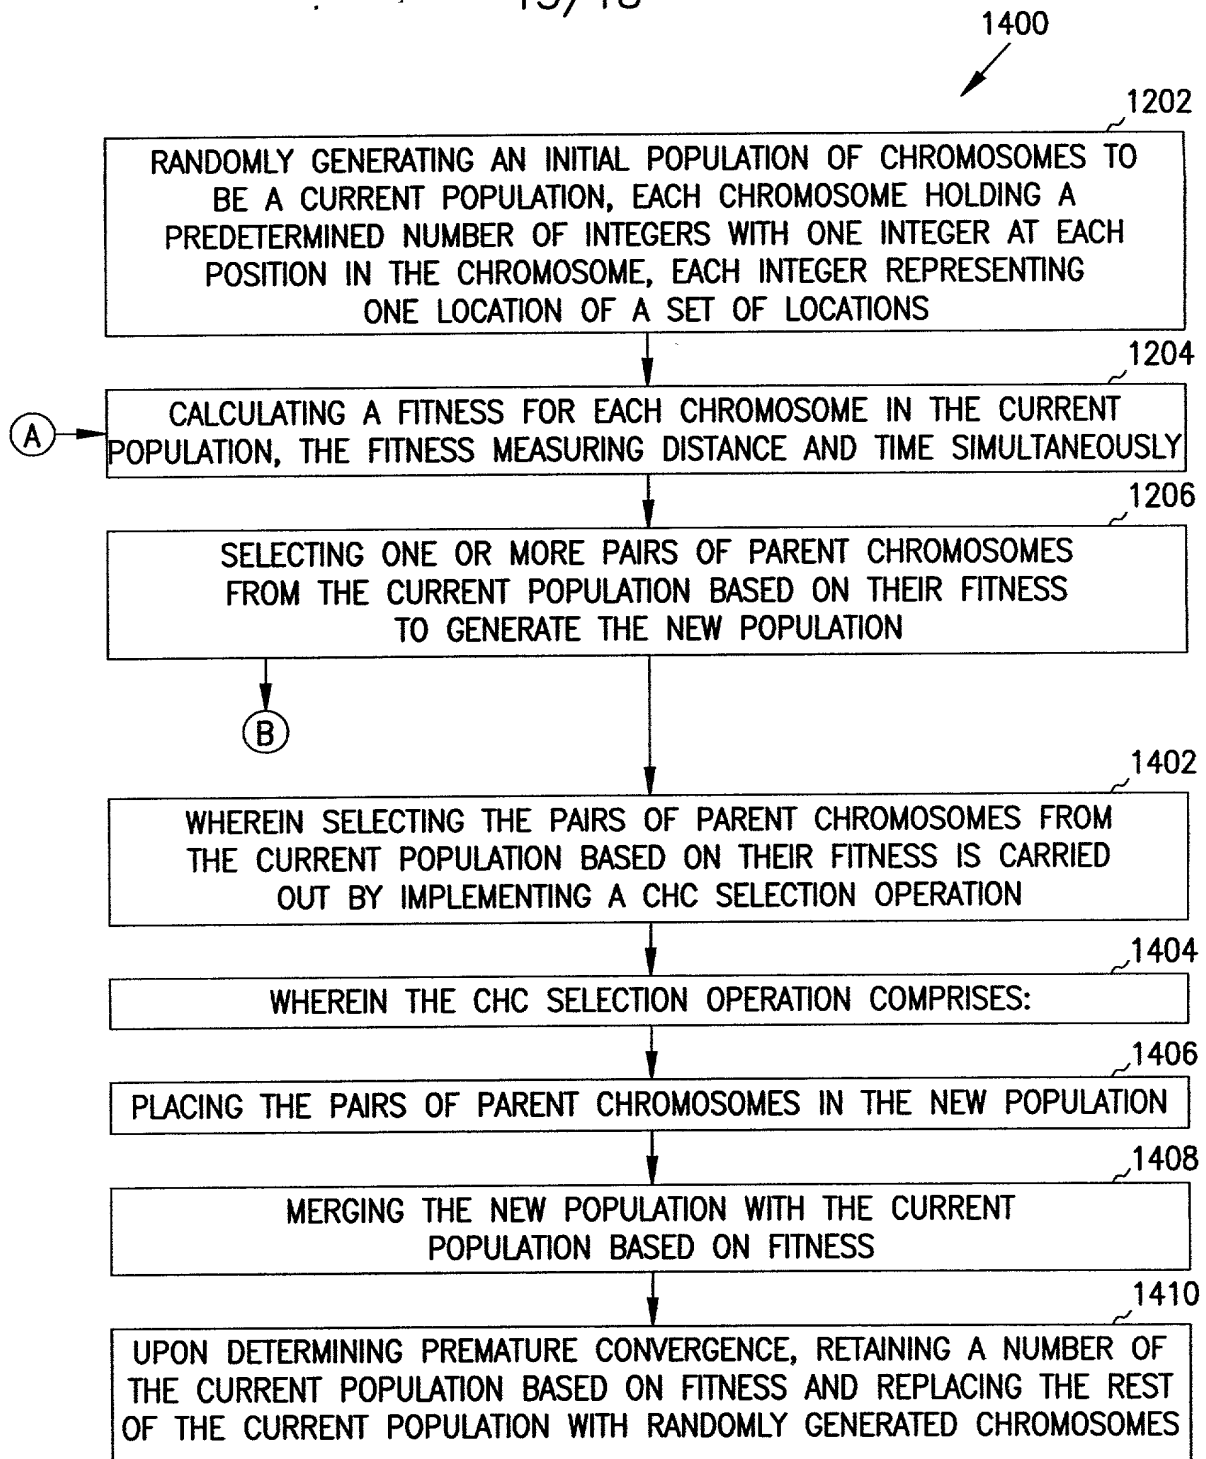 1400
1202
RANDOMLY GENERATING AN INITIAL POPULATION OF CHROMOSOMES TO
BE A CURRENT POPULATION, EACH CHROMOSOME HOLDING A
PREDETERMINED NUMBER OF INTEGERS WITH ONE INTEGER AT EACH
POSITION IN THE CHROMOSOME, EACH INTEGER REPRESENTING
ONE LOCATION OF A SET OF LOCATIONS
1204
A
CALCULATING A FITNESS FOR EACH CHROMOSOME IN THE CURRENT
POPULATION, THE FITNESS MEASURING DISTANCE AND TIME SIMULTANEOUSLY
1206
SELECTING ONE OR MORE PAIRS OF PARENT CHROMOSOMES
FROM THE CURRENT POPULATION BASED ON THEIR FITNESS
TO GENERATE THE NEW POPULATION
B
1402
WHEREIN SELECTING THE PAIRS OF PARENT CHROMOSOMES FROM
THE CURRENT POPULATION BASED ON THEIR FITNESS IS CARRIED
OUT BY IMPLEMENTING A CHC SELECTION OPERATION
1404
WHEREIN THE CHC SELECTION OPERATION COMPRISES:
1406
PLACING THE PAIRS OF PARENT CHROMOSOMES IN THE NEW POPULATION
1408
MERGING THE NEW POPULATION WITH THE CURRENT
POPULATION BASED ON FITNESS
1410
UPON DETERMINING PREMATURE CONVERGENCE, RETAINING A NUMBER OF
THE CURRENT POPULATION BASED ON FITNESS AND REPLACING THE REST
OF THE CURRENT POPULATION WITH RANDOMLY GENERATED CHROMOSOMES